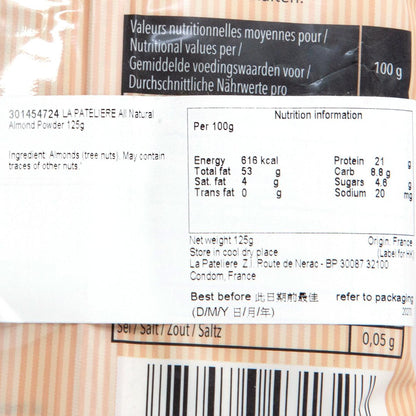 Valeurs nutritionnelles moyennes pour /
Nutritional values per /
Gemiddelde voedingswaarden voor /
Durchschnittliche Nährwerte pro
100 g
301454724 LA PATELIERE All Natural
Almond Powder 125g
Ingredient: Almonds (tree nuts). May contain
traces of other nuts.
Nutrition information
Per 100g
Energy 616 kcal Protein 21 g
Total fat 53 g Carb 8.8 g
Sat. fat 4 g Sugars 4.6 g
Trans fat 0 g Sodium 20 mg
Net weight 125g Origin: France
Store in cool dry place [Label for HK]
La Pateliere Z.I. Route de Nerac - BP 30087 32100
Condom, France
Best before 此日期前最佳 refer to packaging
(D/M/Y 日/月/年)
Sel / Salt / Zout / Saltz 0,05 g